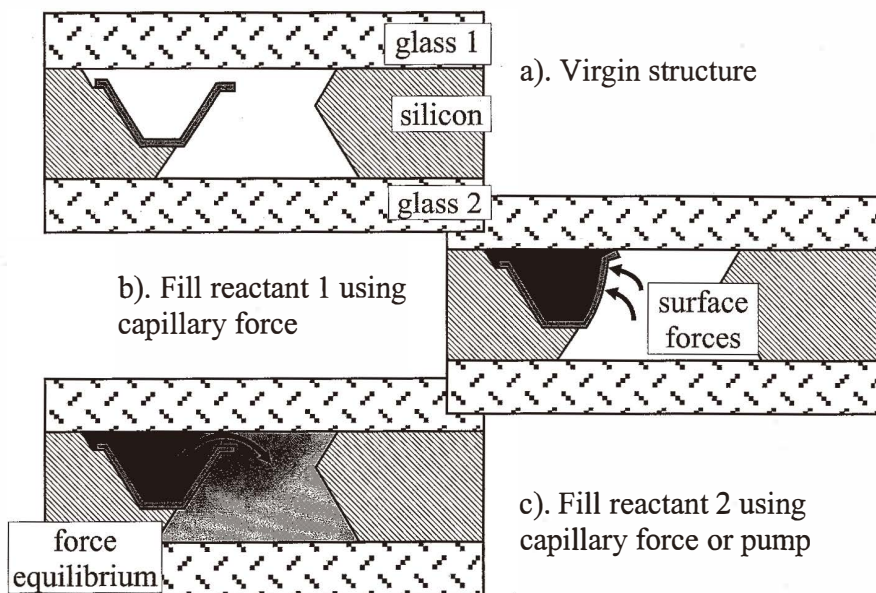 glass 1
a). Virgin structure
silicon
glass 2
b). Fill reactant 1 using
capillary force
surface
forces
c). Fill reactant 2 using
capillary force or pump
force
equilibrium